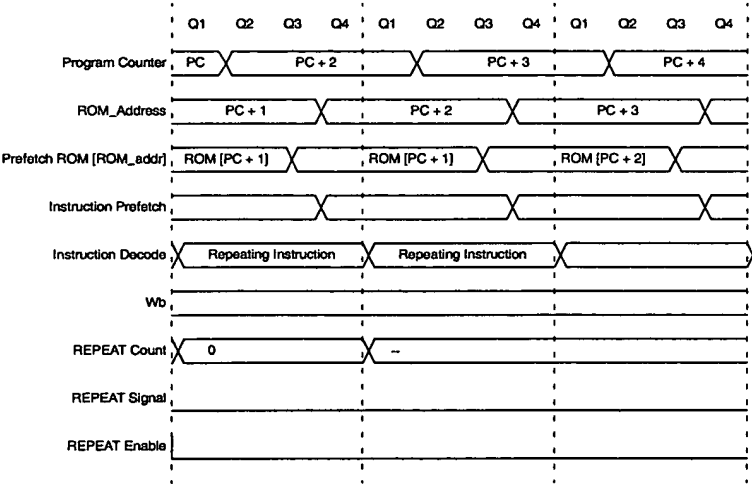 Q1 Q2 Q3 Q4 Q1 Q2 Q3 Q4 Q1 Q2 Q3 Q4
Program Counter PC PC + 2 PC + 3 PC + 4
ROM_Address PC + 1 PC + 2 PC + 3
Prefetch ROM [ROM_addr] ROM [PC + 1] ROM [PC + 1] ROM [PC + 2]
Instruction Prefetch
Instruction Decode Repeating Instruction Repeating Instruction
Wb
REPEAT Count 0 --
REPEAT Signal
REPEAT Enable